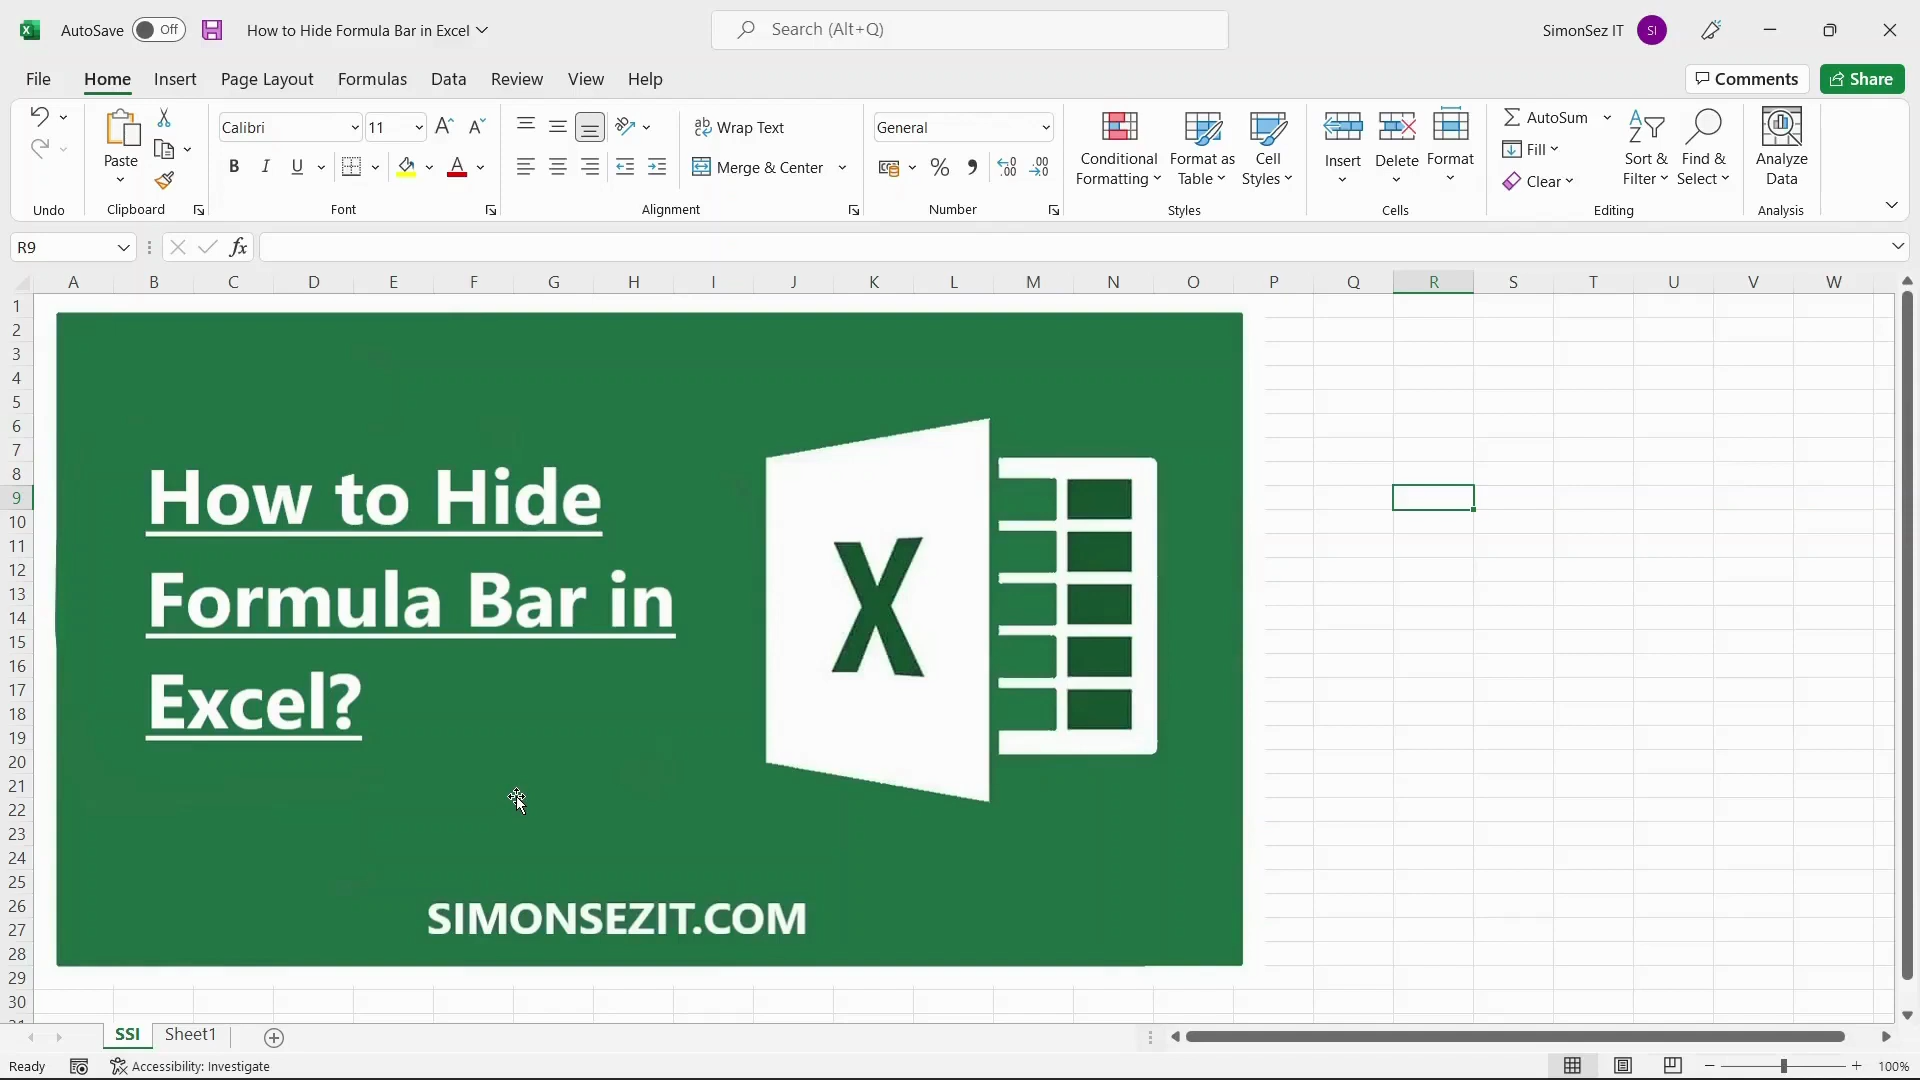 AutoSave Off How to Hide Formula Bar in Excel Search (Alt+Q) SimonSez IT SI
File Home Insert Page Layout Formulas Data Review View Help Comments Share
Calibri 11 Wrap Text General AutoSum
Paste B I U Merge & Center % Conditional Formatting Format as Table Cell Styles Insert Delete Format Fill Clear Sort & Filter Find & Select Analyze Data
Undo Clipboard Font Alignment Number Styles Cells Editing Analysis
R9 fx
A B C D E F G H I J K L M N O P Q R S T U V W
1
2
3
4
5
6
7
8
9
10
11
12
13
14
15
16
17
18
19
20
21
22
23
24
25
26
27
28
29
30
How to Hide
Formula Bar in
Excel?
X
SIMONSEZIT.COM
SSI Sheet1
Ready Accessibility: Investigate 100%